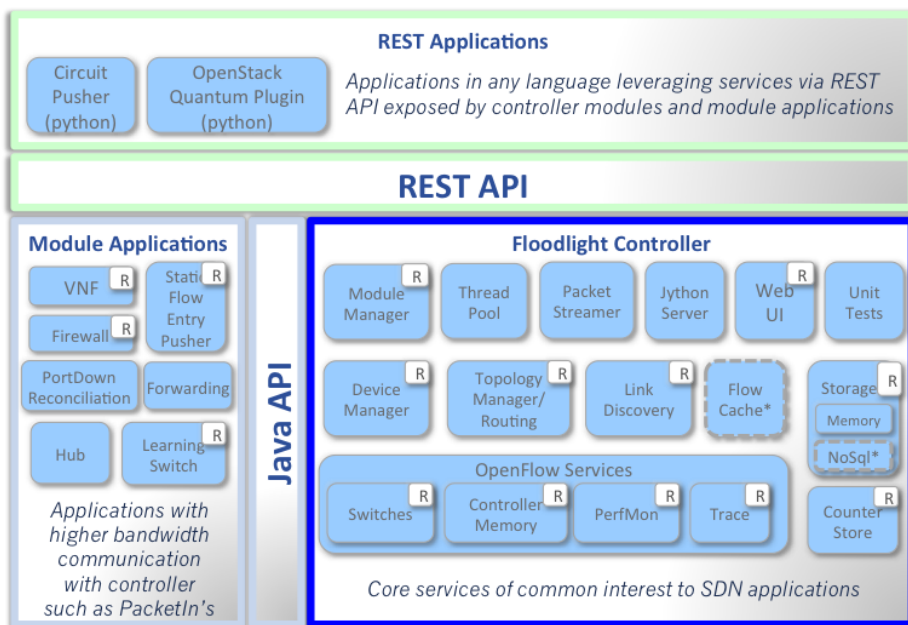 REST Applications
Circuit
Pusher
(python)
OpenStack
Quantum Plugin
(python)
Applications in any language leveraging services via REST
API exposed by controller modules and module applications
REST API
Module Applications
VNF
R
Static
R
Flow
Entry
Pusher
Firewall
R
PortDown
Reconciliation
Forwarding
Hub
Learning
Switch
R
Applications with
higher bandwidth
communication
with controller
such as PacketIn's
Java API
Floodlight Controller
Module
Manager
R
Thread
Pool
Packet
Streamer
Jython
Server
Web
UI
R
Unit
Tests
Device
Manager
R
Topology
Manager/
Routing
R
Link
Discovery
R
Flow
Cache*
Storage
R
Memory
NoSql*
OpenFlow Services
Switches
R
Controller
Memory
R
PerfMon
R
Trace
R
Counter
Store
R
Core services of common interest to SDN applications